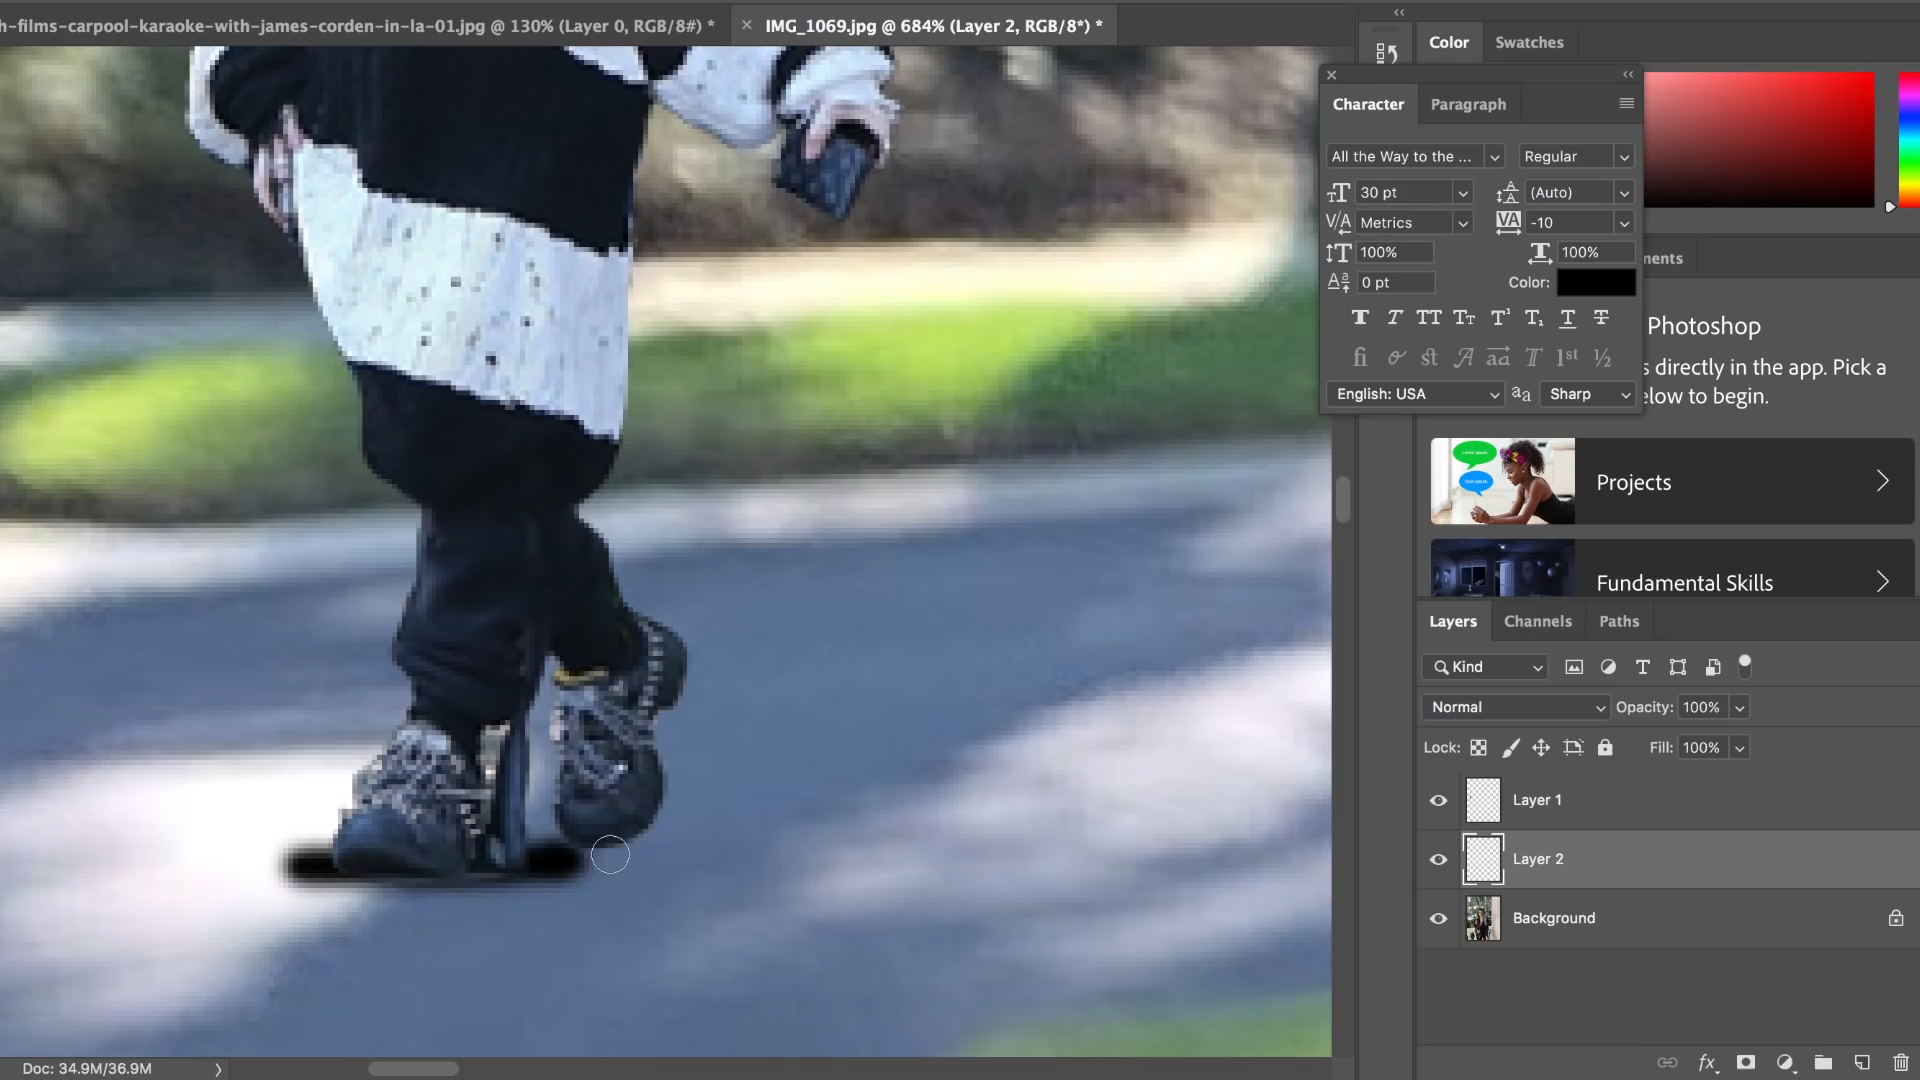 h-films-carpool-karaoke-with-james-corden-in-la-01.jpg @ 130% (Layer 0, RGB/8#) *
IMG_1069.jpg @ 684% (Layer 2, RGB/8*) *
Color
Swatches
Character
Paragraph
All the Way to the ...
Regular
30 pt
(Auto)
Metrics
-10
100%
100%
0 pt
Color:
nents
Photoshop
s directly in the app. Pick a
elow to begin.
English: USA
Sharp
Projects
Fundamental Skills
Layers
Channels
Paths
Kind
Normal
Opacity: 100%
Lock:
Fill: 100%
Layer 1
Layer 2
Background
Doc: 34.9M/36.9M